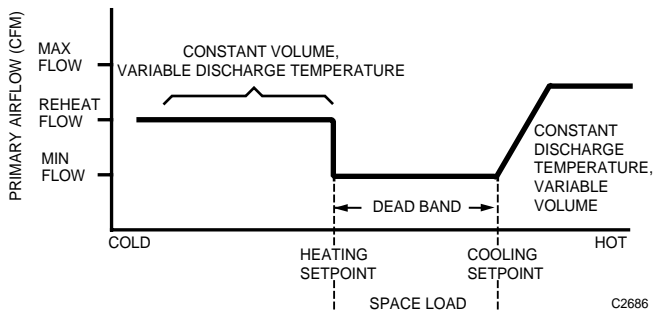 PRIMARY AIRFLOW (CFM)
MAX
FLOW
REHEAT
FLOW
MIN
FLOW
CONSTANT VOLUME,
VARIABLE DISCHARGE TEMPERATURE
CONSTANT
DISCHARGE
TEMPERATURE,
VARIABLE
VOLUME
DEAD BAND
COLD
HEATING
SETPOINT
COOLING
SETPOINT
HOT
SPACE LOAD
C2686